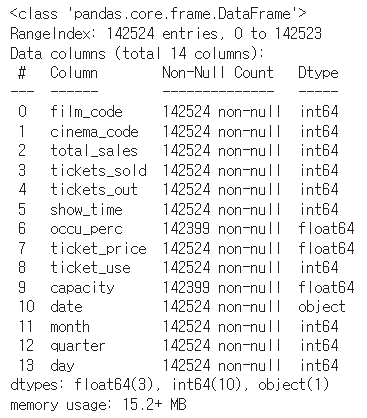 <class 'pandas.core.frame.DataFrame'>
RangeIndex: 142524 entries, 0 to 142523
Data columns (total 14 columns):
 #   Column        Non-Null Count   Dtype
---  ------        --------------   -----
 0   film_code     142524 non-null  int64
 1   cinema_code   142524 non-null  int64
 2   total_sales   142524 non-null  int64
 3   tickets_sold  142524 non-null  int64
 4   tickets_out   142524 non-null  int64
 5   show_time     142524 non-null  int64
 6   occu_perc     142399 non-null  float64
 7   ticket_price  142524 non-null  float64
 8   ticket_use    142524 non-null  int64
 9   capacity      142399 non-null  float64
 10  date          142524 non-null  object
 11  month         142524 non-null  int64
 12  quarter       142524 non-null  int64
 13  day           142524 non-null  int64
dtypes: float64(3), int64(10), object(1)
memory usage: 15.2+ MB